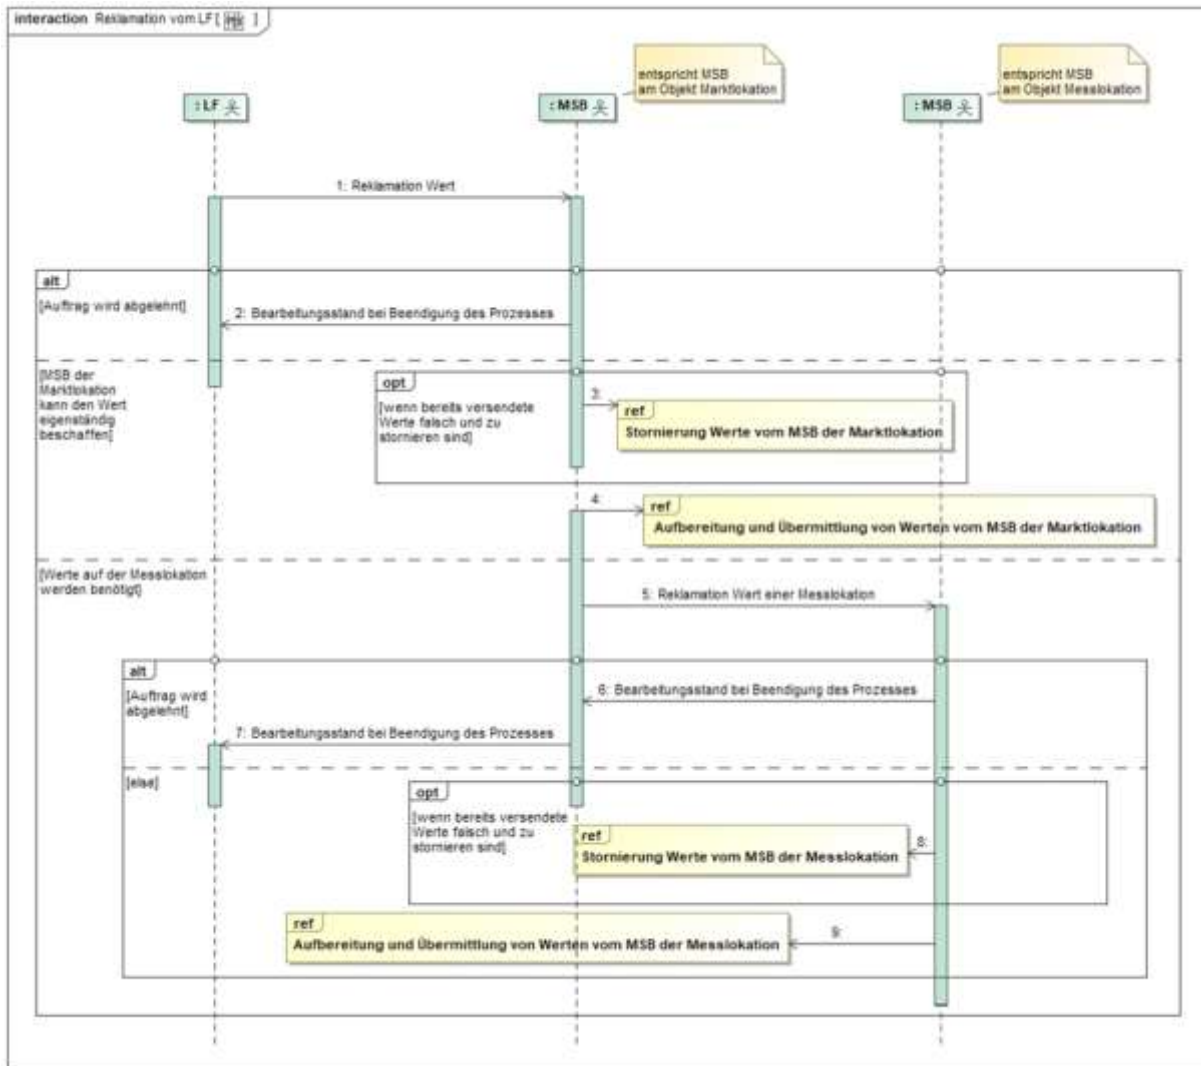 interaction Reklamation vom LF [ ]
entspricht MSB
am Objekt Marktlokation
entspricht MSB
am Objekt Messlokation
: LF
: MSB
: MSB
1: Reklamation Wert
alt
[Auftrag wird abgelehnt]
2: Bearbeitungsstand bei Beendigung des Prozesses
[MSB der
Marktlokation
kann den Wert
eigenständig
beschaffen]
opt
[wenn bereits versendete
Werte falsch und zu
stornieren sind]
3:
ref
Stornierung Werte vom MSB der Marktlokation
4:
ref
Aufbereitung und Übermittlung von Werten vom MSB der Marktlokation
[Werte auf der Messlokation
werden benötigt]
5: Reklamation Wert einer Messlokation
alt
[Auftrag wird
abgelehnt]
6: Bearbeitungsstand bei Beendigung des Prozesses
7: Bearbeitungsstand bei Beendigung des Prozesses
[else]
opt
[wenn bereits versendete
Werte falsch und zu
stornieren sind]
ref
8:
Stornierung Werte vom MSB der Messlokation
ref
9:
Aufbereitung und Übermittlung von Werten vom MSB der Messlokation